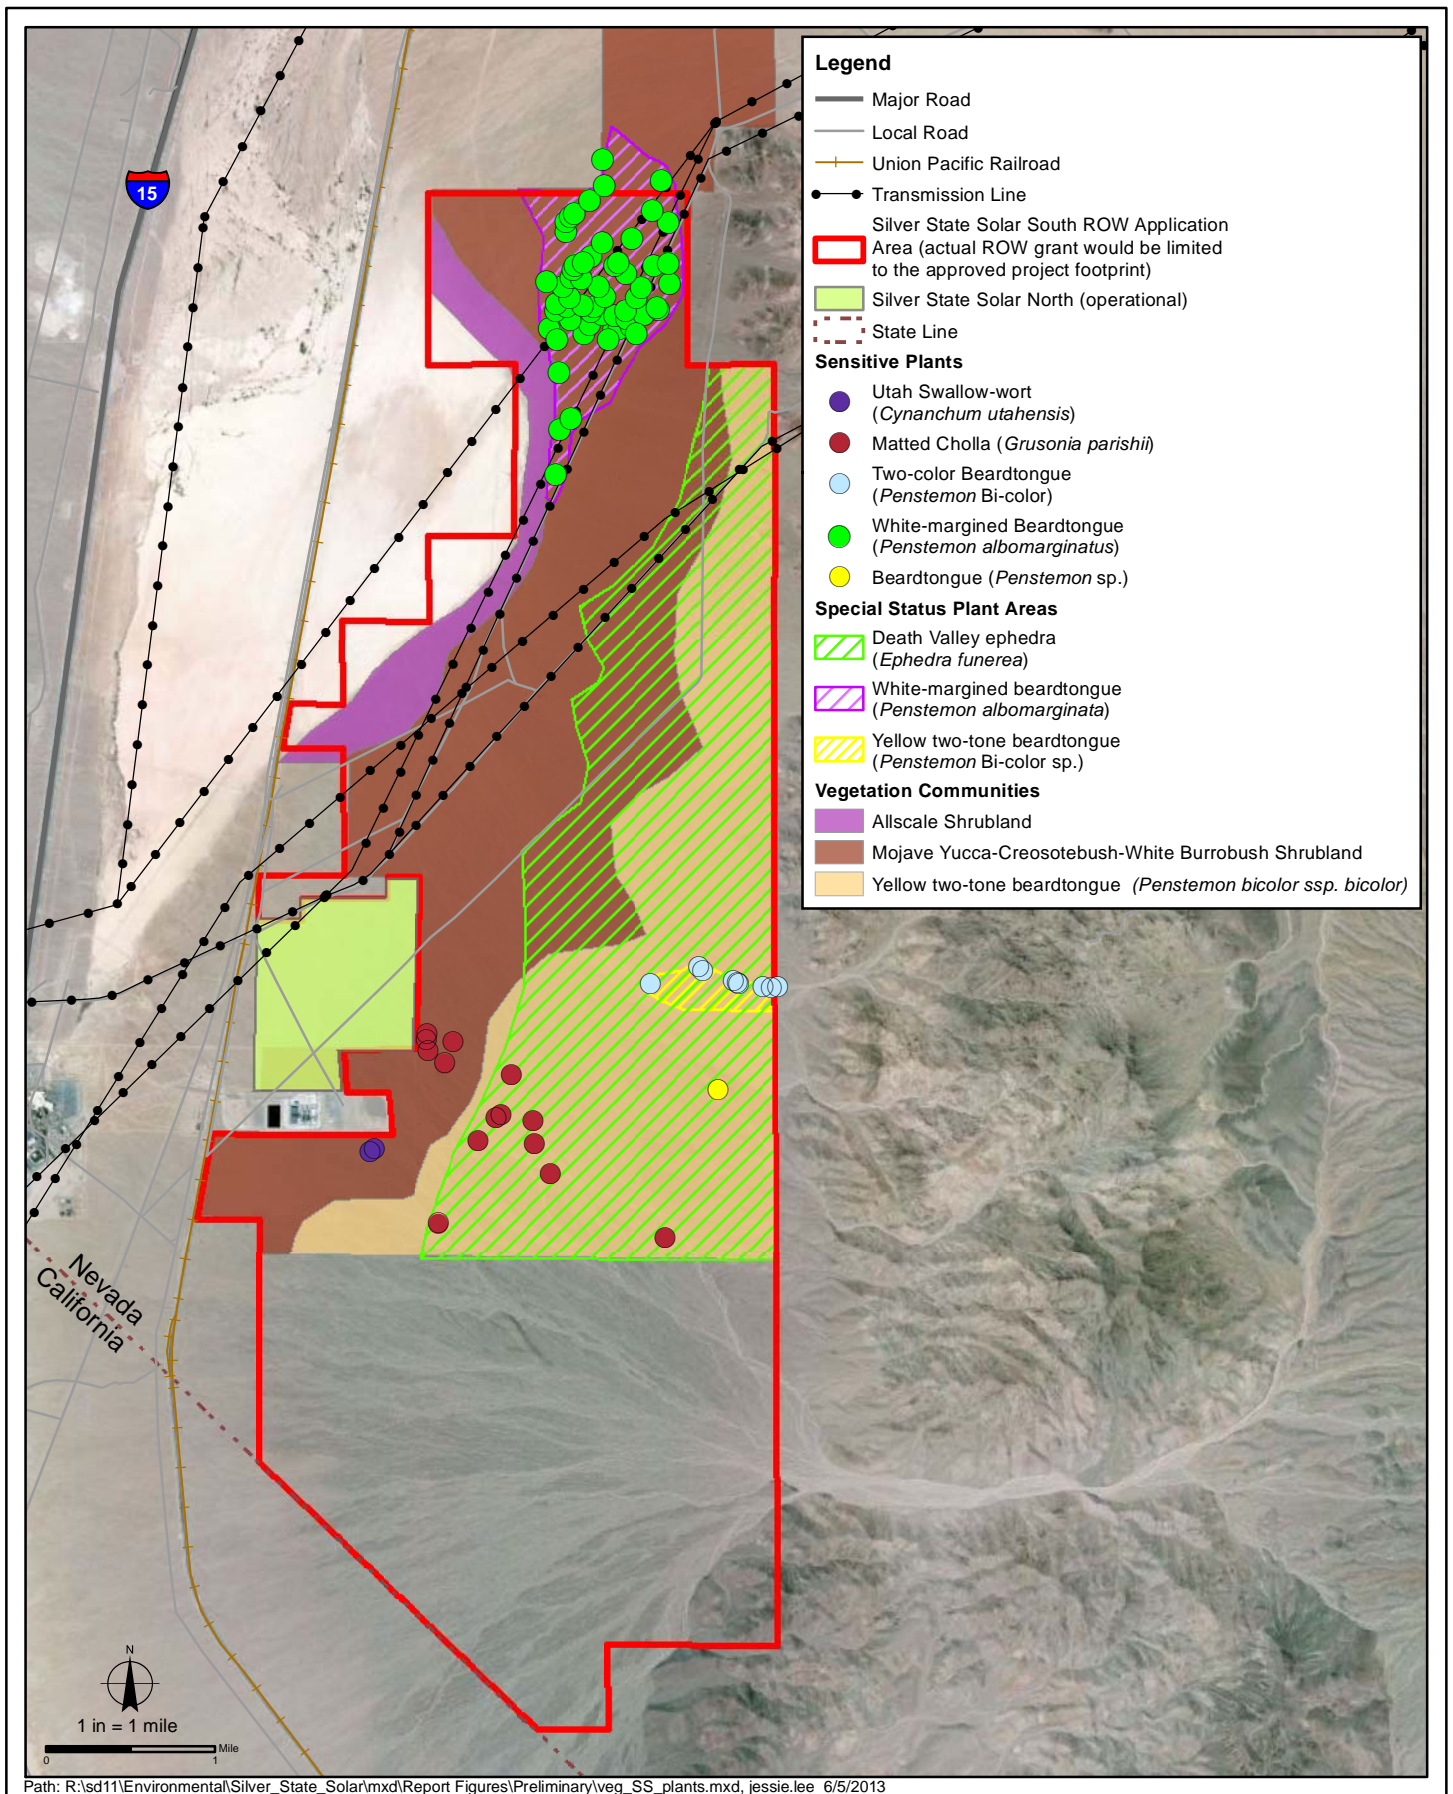 Legend
Major Road
Local Road
Union Pacific Railroad
Transmission Line
Silver State Solar South ROW Application
Area (actual ROW grant would be limited
to the approved project footprint)
Silver State Solar North (operational)
State Line
Sensitive Plants
Utah Swallow-wort
(Cynanchum utahensis)
Matted Cholla (Grusonia parishii)
Two-color Beardtongue
(Penstemon Bi-color)
White-margined Beardtongue
(Penstemon albomarginatus)
Beardtongue (Penstemon sp.)
Special Status Plant Areas
Death Valley ephedra
(Ephedra funerea)
White-margined beardtongue
(Penstemon albomarginata)
Yellow two-tone beardtongue
(Penstemon Bi-color sp.)
Vegetation Communities
Allscale Shrubland
Mojave Yucca-Creosotebush-White Burrobush Shrubland
Yellow two-tone beardtongue (Penstemon bicolor ssp. bicolor)
15
Nevada
California
N
1 in = 1 mile
Mile
0 1
Path: R:\sd11\Environmental\Silver_State_Solar\mxd\Report Figures\Preliminary\veg_SS_plants.mxd, jessie.lee 6/5/2013